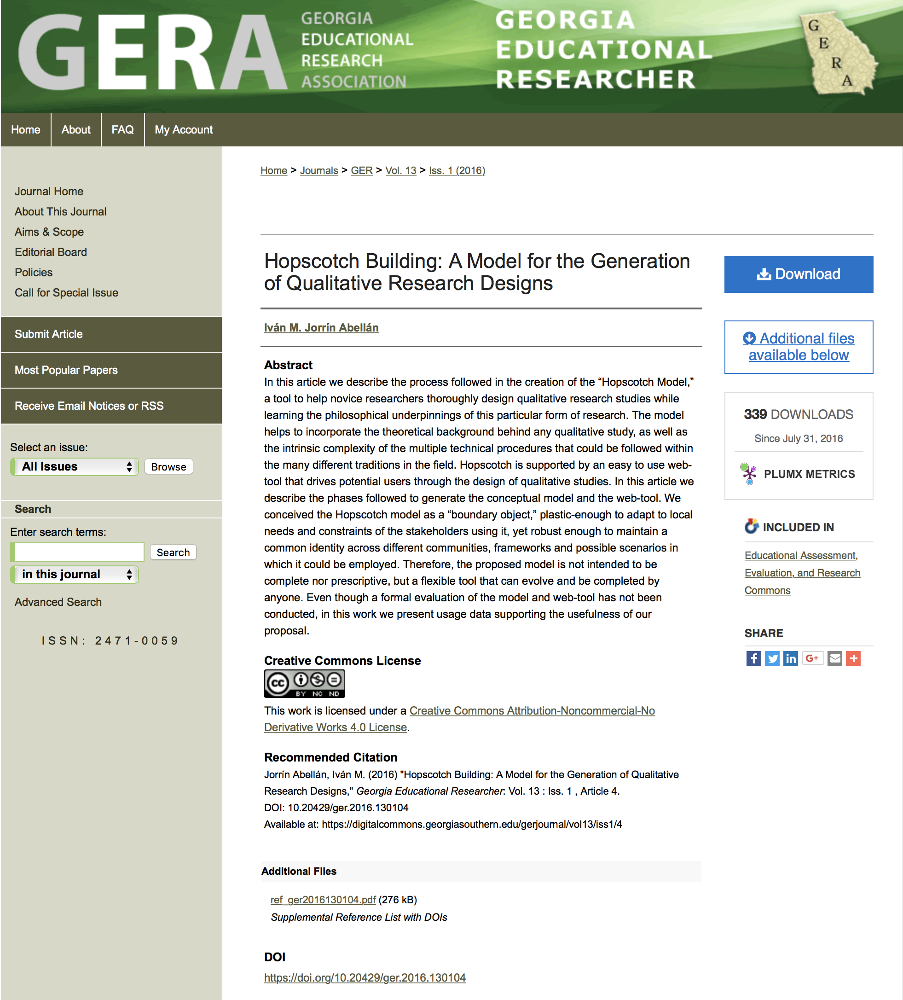 GERA
GEORGIA
EDUCATIONAL
RESEARCH
ASSOCIATION
GEORGIA
EDUCATIONAL
RESEARCHER
G
E
R
A
Home
About
FAQ
My Account
Journal Home
About This Journal
Aims & Scope
Editorial Board
Policies
Call for Special Issue
Submit Article
Most Popular Papers
Receive Email Notices or RSS
Select an issue:
All Issues
Browse
Search
Enter search terms:
Search
in this journal
Advanced Search
ISSN: 2471-0059
Home > Journals > GER > Vol. 13 > Iss. 1 (2016)
Hopscotch Building: A Model for the Generation
of Qualitative Research Designs
Iván M. Jorrín Abellán
Abstract
In this article we describe the process followed in the creation of the “Hopscotch Model,”
a tool to help novice researchers thoroughly design qualitative research studies while
learning the philosophical underpinnings of this particular form of research. The model
helps to incorporate the theoretical background behind any qualitative study, as well as
the intrinsic complexity of the multiple technical procedures that could be followed within
the many different traditions in the field. Hopscotch is supported by an easy to use web-
tool that drives potential users through the design of qualitative studies. In this article we
describe the phases followed to generate the conceptual model and the web-tool. We
conceived the Hopscotch model as a “boundary object,” plastic-enough to adapt to local
needs and constraints of the stakeholders using it, yet robust enough to maintain a
common identity across different communities, frameworks and possible scenarios in
which it could be employed. Therefore, the proposed model is not intended to be
complete nor prescriptive, but a flexible tool that can evolve and be completed by
anyone. Even though a formal evaluation of the model and web-tool has not been
conducted, in this work we present usage data supporting the usefulness of our
proposal.
Creative Commons License
cc BY NC ND
This work is licensed under a Creative Commons Attribution-Noncommercial-No
Derivative Works 4.0 License.
Recommended Citation
Jorrín Abellán, Iván M. (2016) "Hopscotch Building: A Model for the Generation of Qualitative
Research Designs," Georgia Educational Researcher: Vol. 13 : Iss. 1 , Article 4.
DOI: 10.20429/ger.2016.130104
Available at: https://digitalcommons.georgiasouthern.edu/gerjournal/vol13/iss1/4
Additional Files
ref_ger2016130104.pdf (276 kB)
Supplemental Reference List with DOIs
DOI
https://doi.org/10.20429/ger.2016.130104
Download
Additional files
available below
339 DOWNLOADS
Since July 31, 2016
PLUMX METRICS
INCLUDED IN
Educational Assessment,
Evaluation, and Research
Commons
SHARE
f
in
G+
+